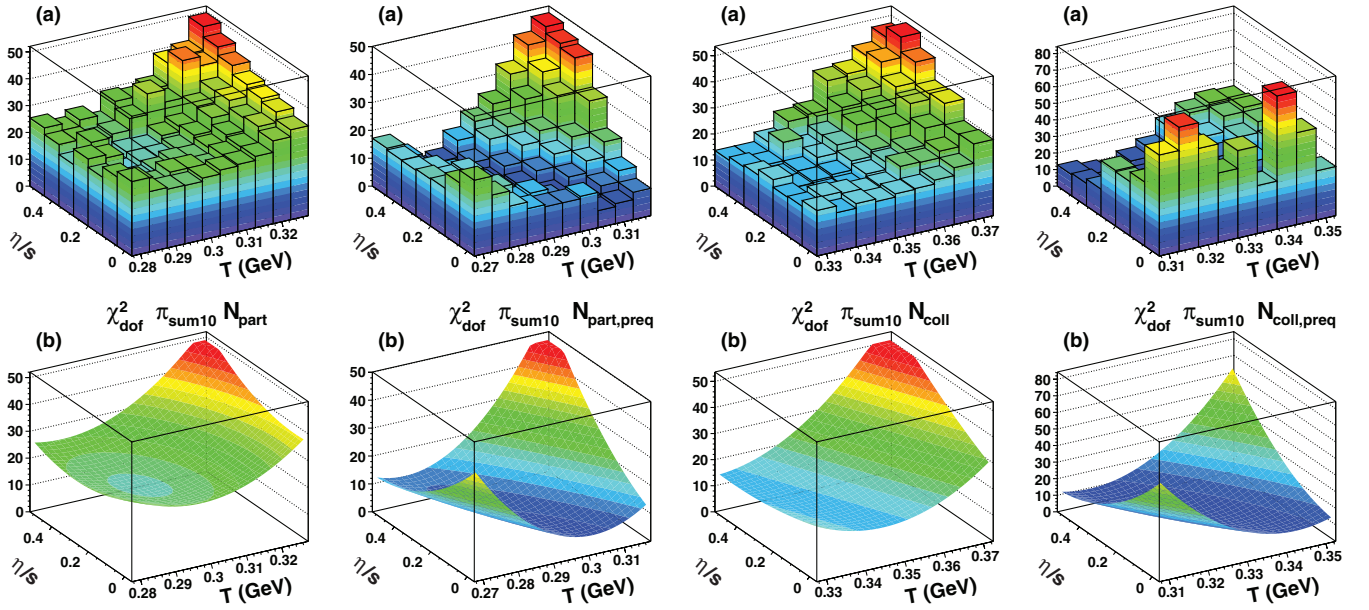 (a) (a) (a) (a)
50 50 50 80
40 40 40 70
30 30 30 60
20 20 20 50
10 10 10 40
0 0 0 30
20
10
0
0.4 0.4 0.4 0.4
0.2 0.2 0.2 0.2
0 0 0 0
η/s η/s η/s η/s
0.28 0.29 0.3 0.31 0.32
0.27 0.28 0.29 0.3 0.31
0.33 0.34 0.35 0.36 0.37
0.31 0.32 0.33 0.34 0.35
T (GeV) T (GeV) T (GeV) T (GeV)
χ²dof πsum10 Npart
χ²dof πsum10 Npart,preq
χ²dof πsum10 Ncoll
χ²dof πsum10 Ncoll,preq
(b) (b) (b) (b)
50 50 50 80
40 40 40 70
30 30 30 60
20 20 20 50
10 10 10 40
0 0 0 30
20
10
0
0.4 0.4 0.4 0.4
0.2 0.2 0.2 0.2
0 0 0 0
η/s η/s η/s η/s
0.28 0.29 0.3 0.31 0.32
0.27 0.28 0.29 0.3 0.31
0.33 0.34 0.35 0.36 0.37
0.31 0.32 0.33 0.34 0.35
T (GeV) T (GeV) T (GeV) T (GeV)